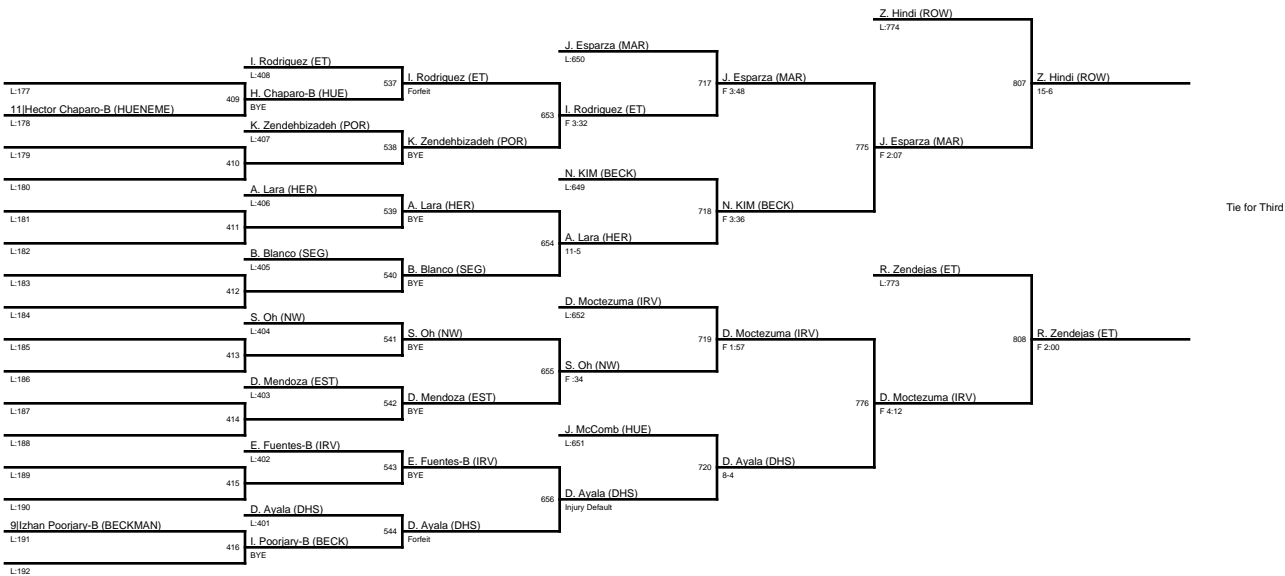 Z. Hindi (ROW)
L:774
J. Esparza (MAR)
L:650
I. Rodriguez (ET)
L:408
537
I. Rodriguez (ET)
Forfeit
717
J. Esparza (MAR)
F 3:48
807
Z. Hindi (ROW)
15-6
L:177
409
H. Chaparo-B (HUE)
BYE
11|Hector Chaparo-B (HUENEME)
L:178
653
I. Rodriguez (ET)
F 3:32
K. Zendehbizadeh (POR)
L:407
538
K. Zendehbizadeh (POR)
BYE
775
J. Esparza (MAR)
F 2:07
L:179
410
L:180
N. KIM (BECK)
L:649
A. Lara (HER)
L:406
539
A. Lara (HER)
BYE
718
N. KIM (BECK)
F 3:36
Tie for Third
L:181
411
L:182
654
A. Lara (HER)
11-5
B. Blanco (SEG)
L:405
540
B. Blanco (SEG)
BYE
R. Zendejas (ET)
L:773
L:183
412
L:184
D. Moctezuma (IRV)
L:652
S. Oh (NW)
L:404
541
S. Oh (NW)
BYE
719
D. Moctezuma (IRV)
F 1:57
808
R. Zendejas (ET)
F 2:00
L:185
413
L:186
655
S. Oh (NW)
F :34
D. Mendoza (EST)
L:403
542
D. Mendoza (EST)
BYE
776
D. Moctezuma (IRV)
F 4:12
L:187
414
L:188
J. McComb (HUE)
L:651
E. Fuentes-B (IRV)
L:402
543
E. Fuentes-B (IRV)
BYE
720
D. Ayala (DHS)
8-4
L:189
415
L:190
656
D. Ayala (DHS)
Injury Default
D. Ayala (DHS)
L:401
544
D. Ayala (DHS)
Forfeit
9|Izhan Poorjary-B (BECKMAN)
L:191
416
I. Poorjary-B (BECK)
BYE
L:192